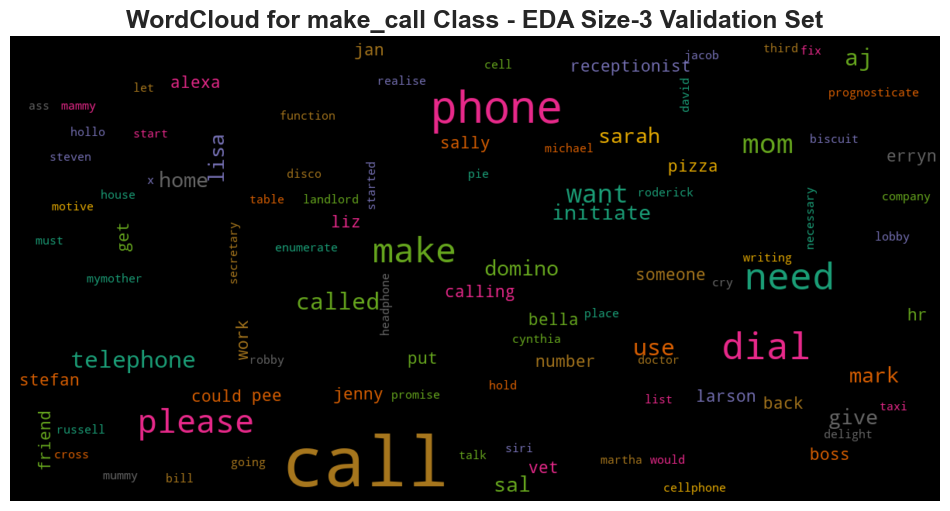 WordCloud for make_call Class - EDA Size-3 Validation Set
jan
cell
receptionist
jacob
third
fix
aj
ass
mammy
let
alexa
realise
phone
david
prognosticate
hollo
start
function
sally
michael
sarah
mom
biscuit
erryn
steven
x
home
lisa
disco
started
pie
pizza
want
roderick
necessary
company
house
motive
table
landlord
liz
initiate
lobby
must
get
secretary
enumerate
make
domino
someone
writing
need
cry
mymother
called
headphone
calling
bella
place
hr
cynthia
telephone
work
robby
put
number
use
doctor
dial
stefan
could pee
jenny
promise
hold
list
larson
back
mark
taxi
please
give
delight
friend
russell
cross
mummy
bill
going
call
talk
siri
vet
martha
would
boss
sal
cellphone